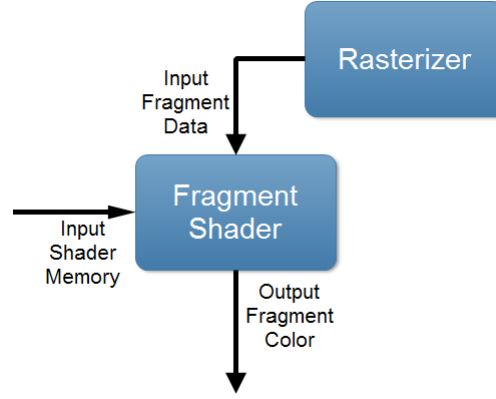 Rasterizer
Input
Fragment
Data
Fragment
Shader
Input
Shader
Memory
Output
Fragment
Color